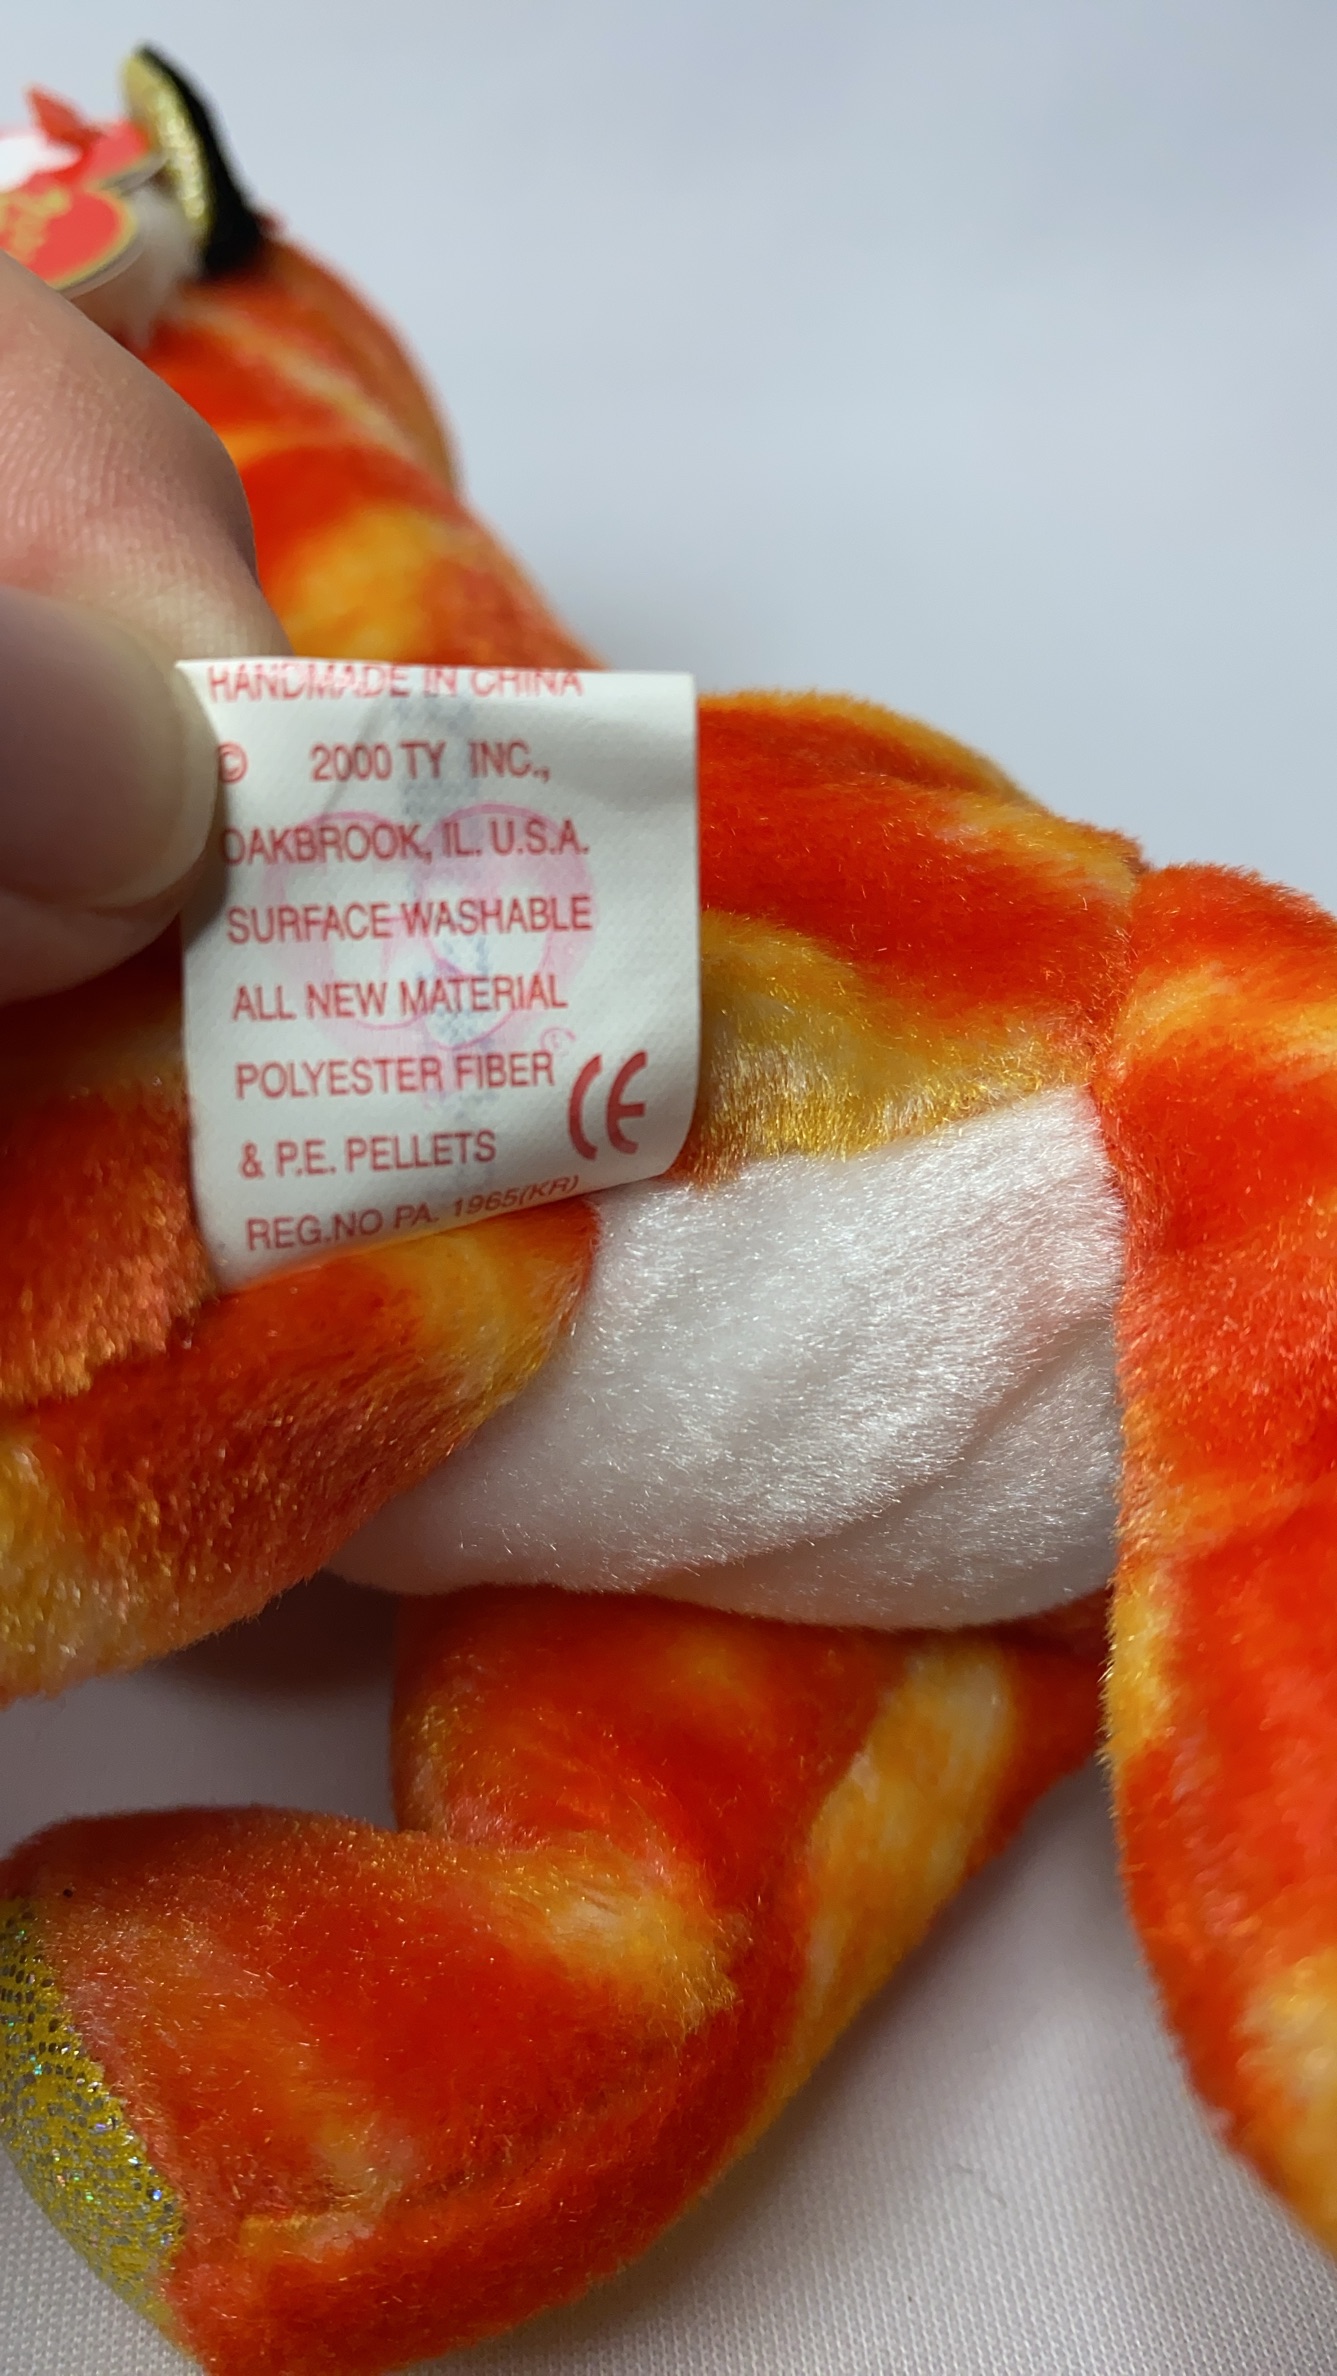 HANDMADE IN CHINA
© 2000 TY INC.,
OAKBROOK, IL. U.S.A.
SURFACE WASHABLE
ALL NEW MATERIAL
POLYESTER FIBER
& P.E. PELLETS CE
REG.NO PA. 1965(KR)